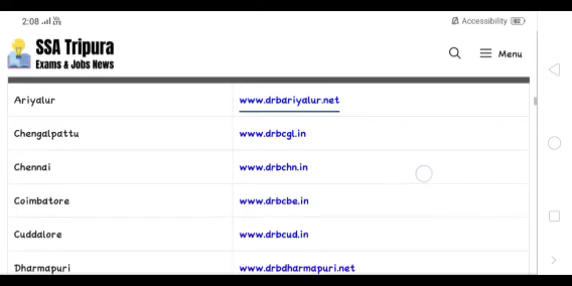 2:08
Accessibility
SSA Tripura
Exams & Jobs News
Menu
Ariyalur www.drbariyalur.net
Chengalpattu www.drbcgl.in
Chennai www.drbchn.in
Coimbatore www.drbcbe.in
Cuddalore www.drbcud.in
Dharmapuri www.drbdharmapuri.net